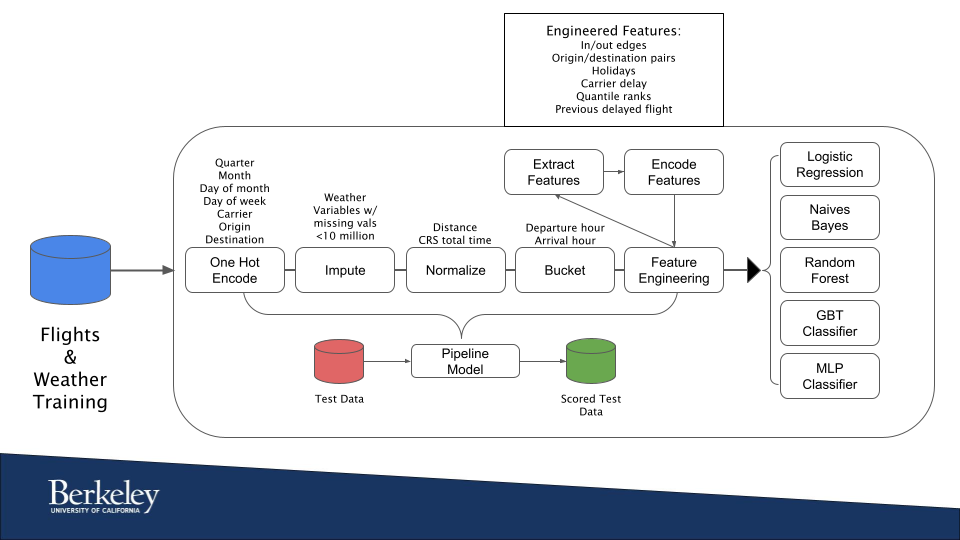 Engineered Features:
In/out edges
Origin/destination pairs
Holidays
Carrier delay
Quantile ranks
Previous delayed flight
Quarter
Month
Day of month
Day of week
Carrier
Origin
Destination
One Hot
Encode
Weather
Variables w/
missing vals
<10 million
Impute
Distance
CRS total time
Normalize
Departure hour
Arrival hour
Bucket
Extract
Features
Encode
Features
Feature
Engineering
Logistic
Regression
Naives
Bayes
Random
Forest
GBT
Classifier
MLP
Classifier
Flights
&
Weather
Training
Test Data
Pipeline
Model
Scored Test
Data
Berkeley
UNIVERSITY OF CALIFORNIA